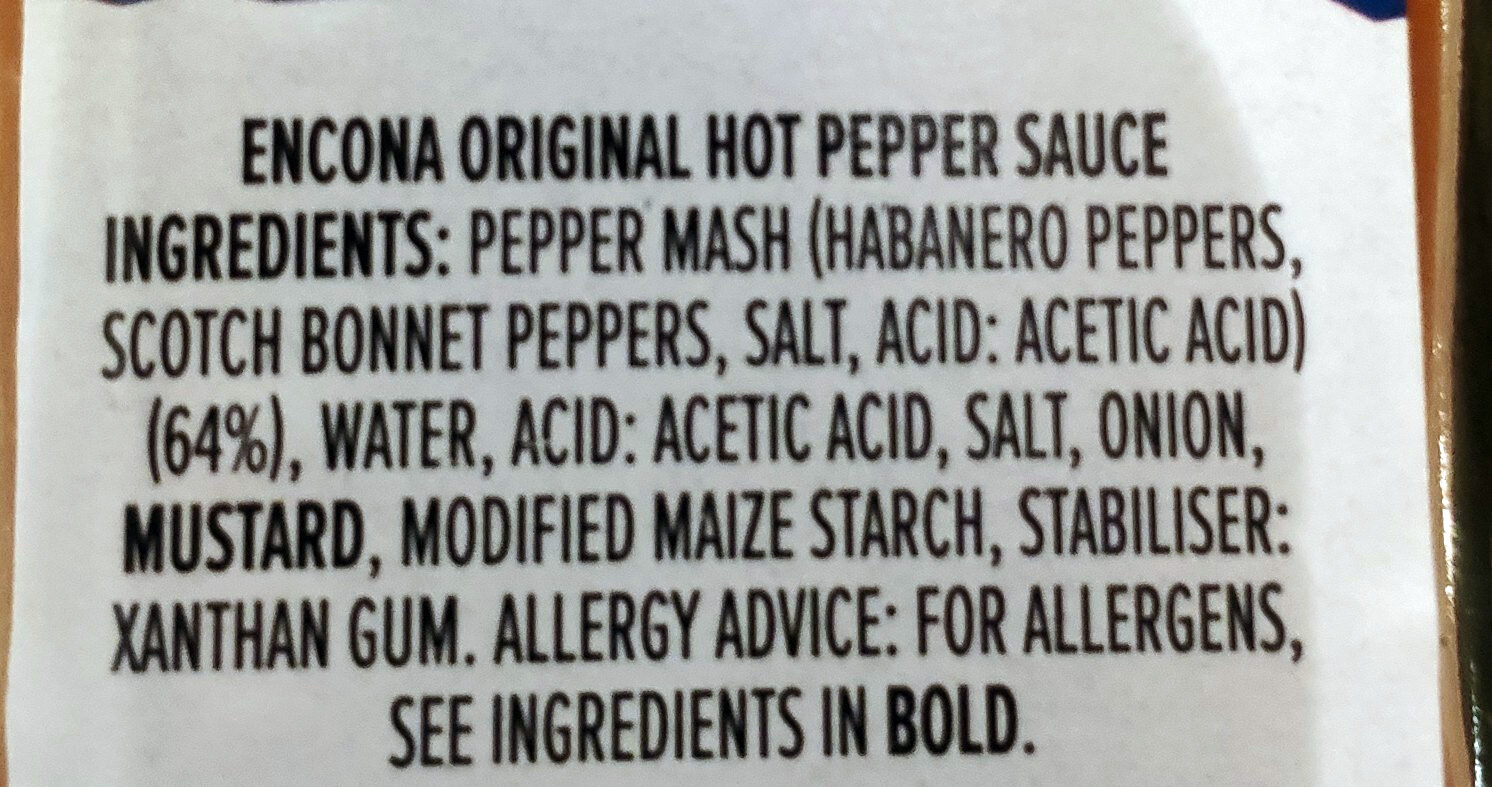 ENCONA ORIGINAL HOT PEPPER SAUCE
INGREDIENTS: PEPPER MASH (HABANERO PEPPERS,
SCOTCH BONNET PEPPERS, SALT, ACID: ACETIC ACID)
(64%), WATER, ACID: ACETIC ACID, SALT, ONION,
MUSTARD, MODIFIED MAIZE STARCH, STABILISER:
XANTHAN GUM. ALLERGY ADVICE: FOR ALLERGENS,
SEE INGREDIENTS IN BOLD.